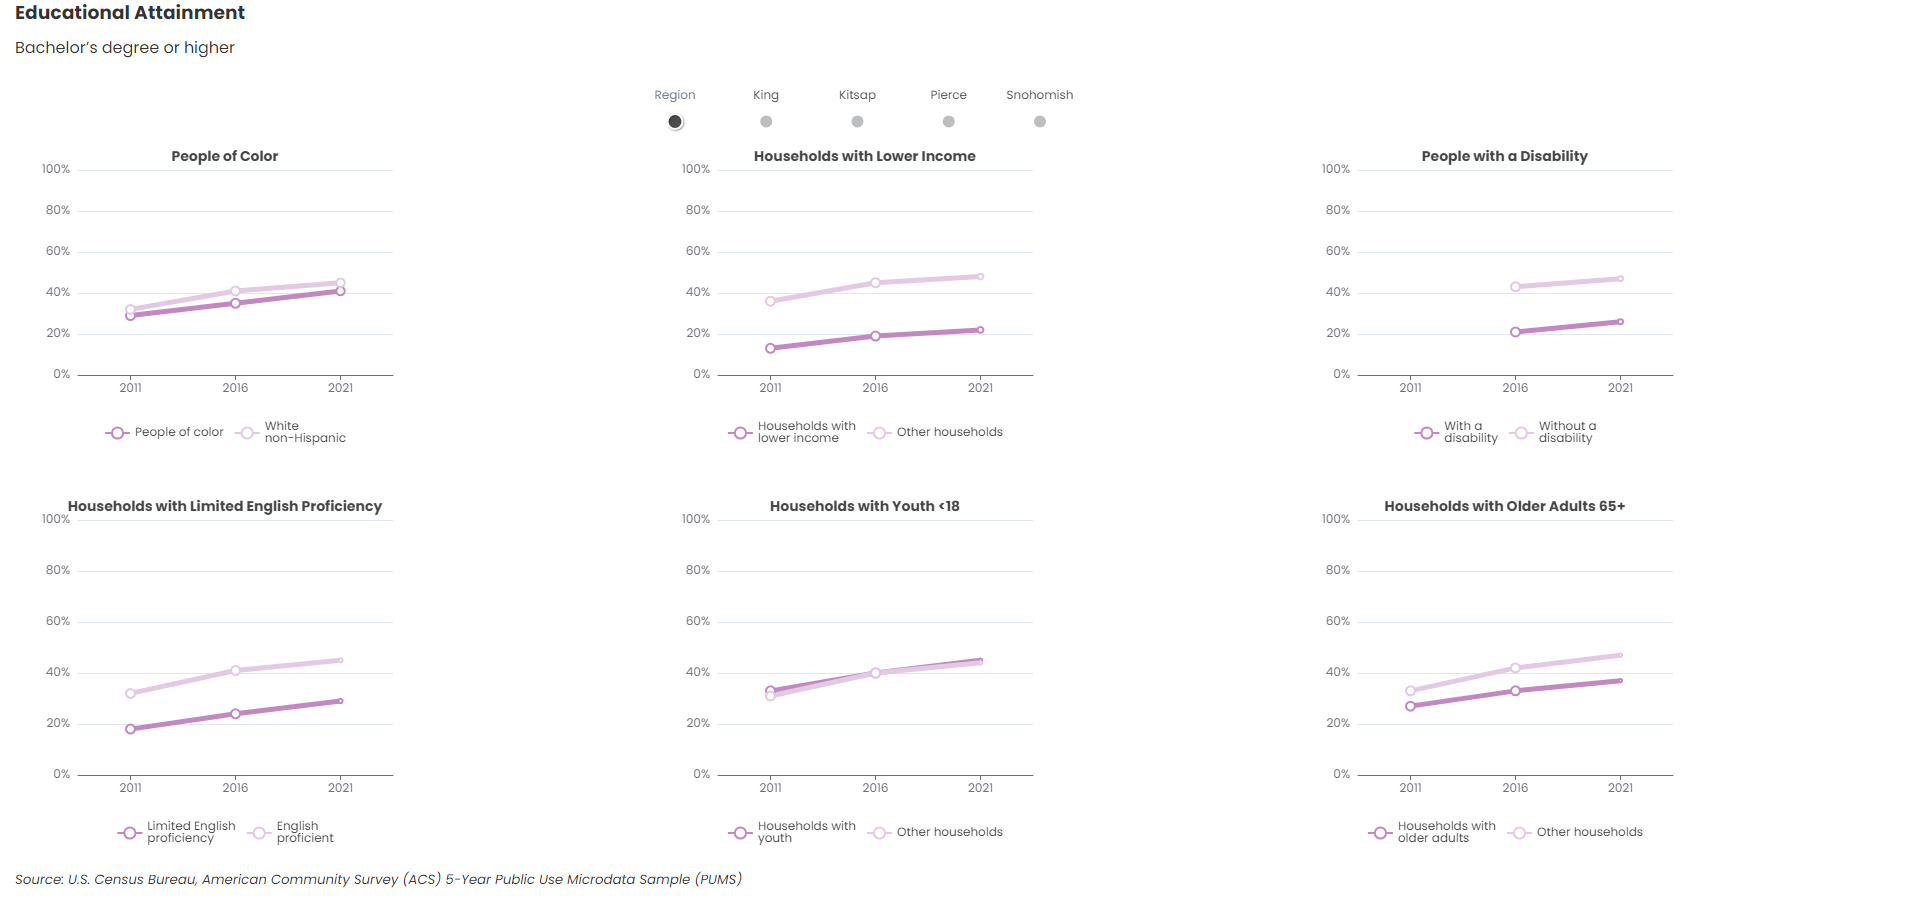 Educational Attainment
Bachelor’s degree or higher
Region King Kitsap Pierce Snohomish
People of Color
100%
80%
60%
40%
20%
0%
2011 2016 2021
People of color
White
non-Hispanic
Households with Lower Income
100%
80%
60%
40%
20%
0%
2011 2016 2021
Households with
lower income
Other households
People with a Disability
100%
80%
60%
40%
20%
0%
2011 2016 2021
With a
disability
Without a
disability
Households with Limited English Proficiency
100%
80%
60%
40%
20%
0%
2011 2016 2021
Limited English
proficiency
English
proficient
Households with Youth <18
100%
80%
60%
40%
20%
0%
2011 2016 2021
Households with
youth
Other households
Households with Older Adults 65+
100%
80%
60%
40%
20%
0%
2011 2016 2021
Households with
older adults
Other households
Source: U.S. Census Bureau, American Community Survey (ACS) 5-Year Public Use Microdata Sample (PUMS)